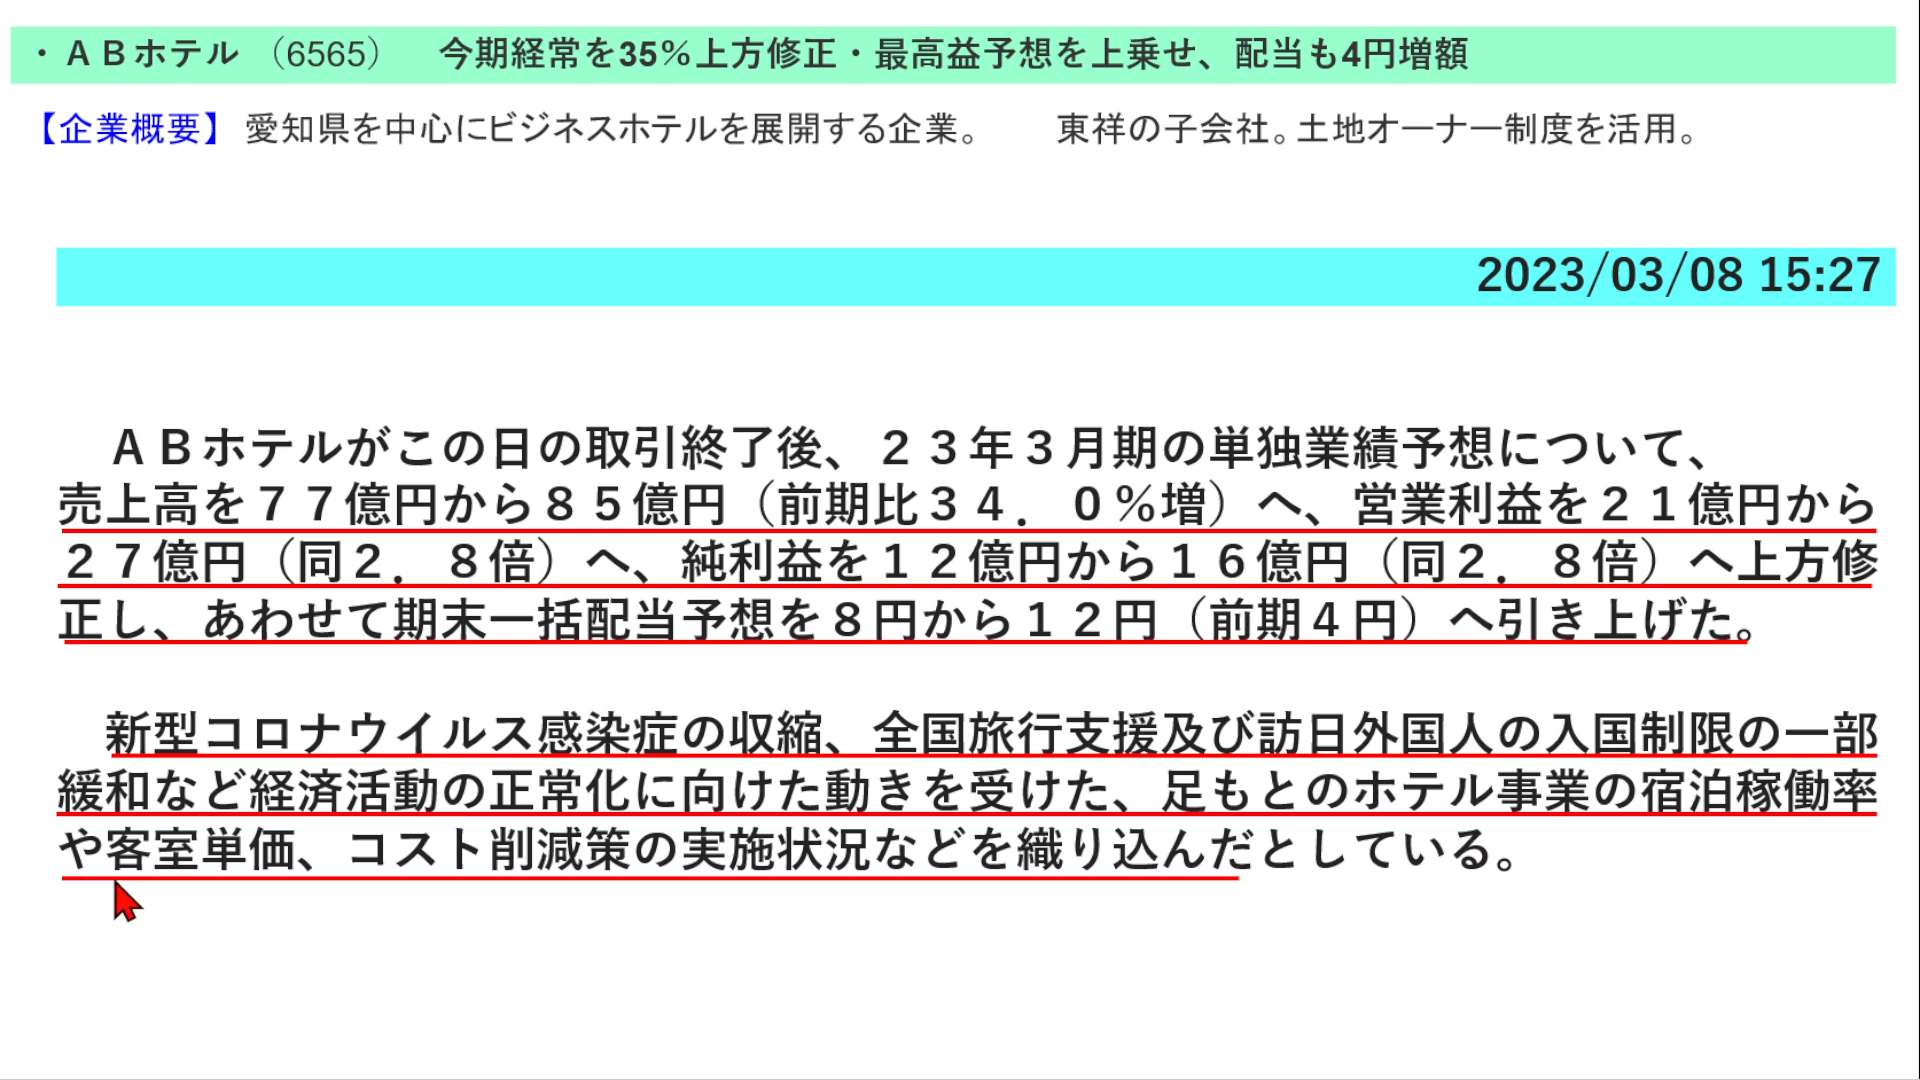 ・ＡＢホテル （6565） 今期経常を35％上方修正・最高益予想を上乗せ、配当も4円増額
【企業概要】 愛知県を中心にビジネスホテルを展開する企業。 東祥の子会社。土地オーナー制度を活用。
2023/03/08 15:27
ＡＢホテルがこの日の取引終了後、２３年３月期の単独業績予想について、
売上高を７７億円から８５億円（前期比３４．０％増）へ、営業利益を２１億円から
２７億円（同２．８倍）へ、純利益を１２億円から１６億円（同２．８倍）へ上方修
正し、あわせて期末一括配当予想を８円から１２円（前期４円）へ引き上げた。
新型コロナウイルス感染症の収縮、全国旅行支援及び訪日外国人の入国制限の一部
緩和など経済活動の正常化に向けた動きを受けた、足もとのホテル事業の宿泊稼働率
や客室単価、コスト削減策の実施状況などを織り込んだとしている。